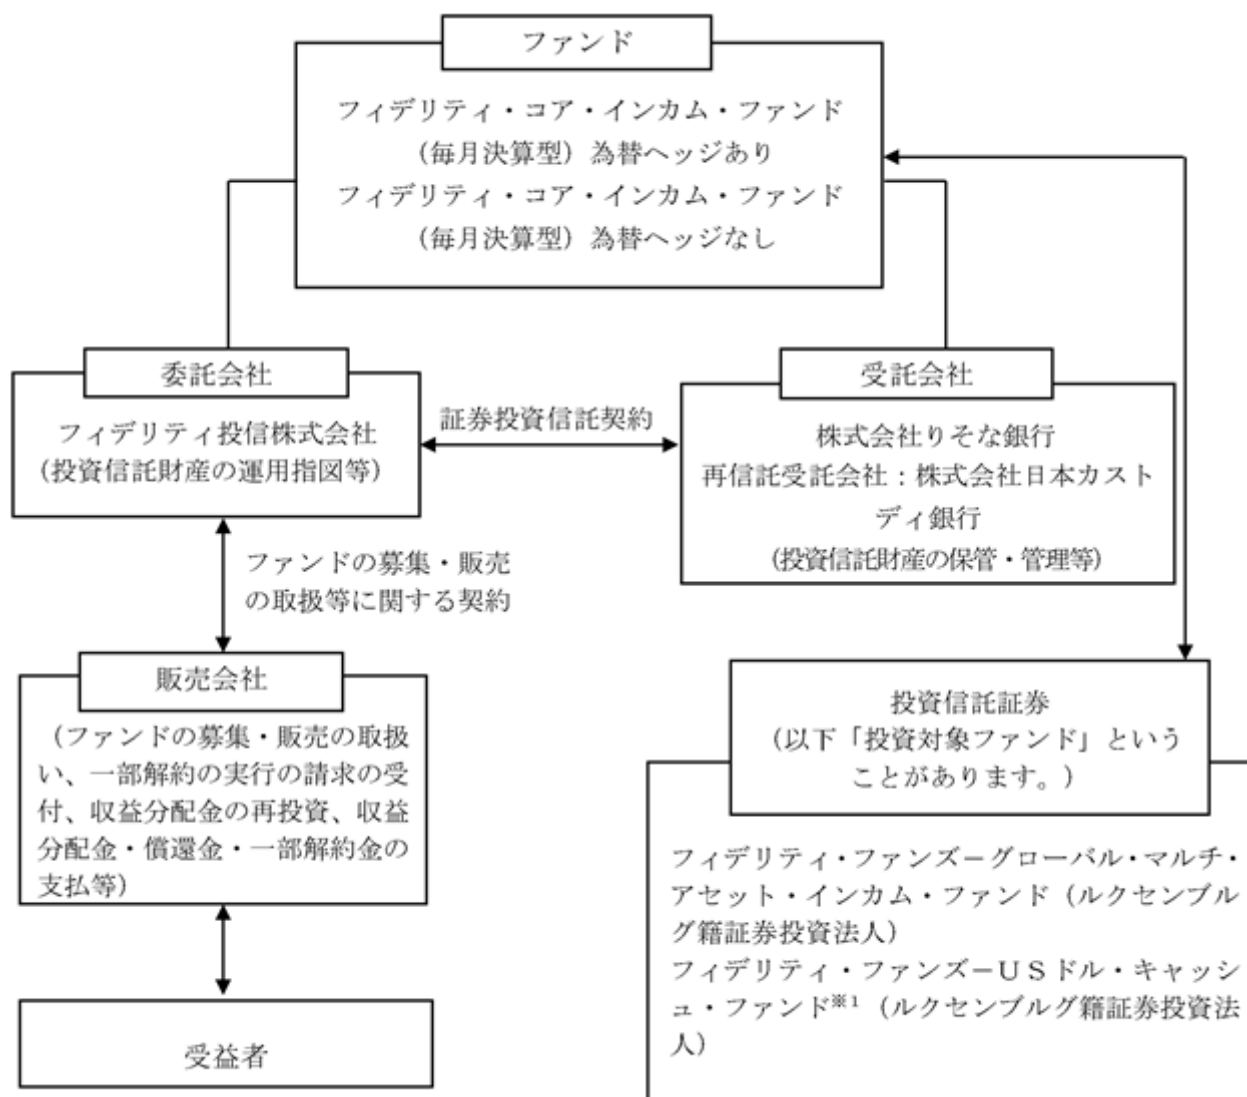 ファンド
フィデリティ・コア・インカム・ファンド
（毎月決算型）為替ヘッジあり
フィデリティ・コア・インカム・ファンド
（毎月決算型）為替ヘッジなし
委託会社
フィデリティ投信株式会社
（投資信託財産の運用指図等）
証券投資信託契約
受託会社
株式会社りそな銀行
再信託受託会社：株式会社日本カスト
ディ銀行
（投資信託財産の保管・管理等）
ファンドの募集・販売
の取扱等に関する契約
販売会社
（ファンドの募集・販売の取扱
い、一部解約の実行の請求の受
付、収益分配金の再投資、収益
分配金・償還金・一部解約金の
支払等）
受益者
投資信託証券
（以下「投資対象ファンド」という
ことがあります。）
フィデリティ・ファンズ－グローバル・マルチ・
アセット・インカム・ファンド（ルクセンブル
グ籍証券投資法人）
フィデリティ・ファンズ－ＵＳドル・キャッシ
ュ・ファンド※１（ルクセンブルグ籍証券投資法
人）